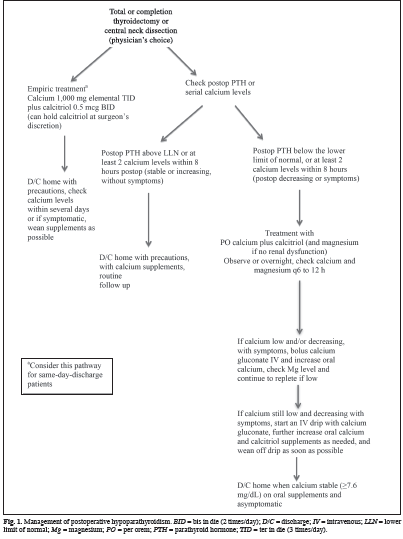 Total or completion
thyroidectomy or
central neck dissection
(physician's choice)
Empiric treatmentᵃ
Calcium 1,000 mg elemental TID
plus calcitriol 0.5 mcg BID
(can hold calcitriol at surgeon's
discretion)
D/C home with
precautions, check
calcium levels
within several days
or if symptomatic,
wean supplements as
possible
Check postop PTH or
serial calcium levels
Postop PTH above LLN or at
least 2 calcium levels within 8
hours postop (stable or increasing,
without symptoms)
D/C home with precautions,
with calcium supplements,
routine
follow up
Postop PTH below the lower
limit of normal, or at least 2
calcium levels within 8 hours
(postop decreasing or symptoms)
Treatment with
PO calcium plus calcitriol (and magnesium
if no renal dysfunction)
Observe or overnight, check calcium and
magnesium q6 to 12 h
If calcium low and/or decreasing,
with symptoms, bolus calcium
gluconate IV and increase oral
calcium, check Mg level and
continue to replete if low
If calcium still low and decreasing with
symptoms, start an IV drip with calcium
gluconate, further increase oral calcium
and calcitriol supplements as needed, and
wean off drip as soon as possible
D/C home when calcium stable (≥7.6
mg/dL) on oral supplements and
asymptomatic
ᵃConsider this pathway
for same-day-discharge
patients
Fig. 1. Management of postoperative hypoparathyroidism. BID = bis in die (2 times/day); D/C = discharge; IV = intravenous; LLN = lower
limit of normal; Mg = magnesium; PO = per orem; PTH = parathyroid hormone; TID = ter in die (3 times/day).